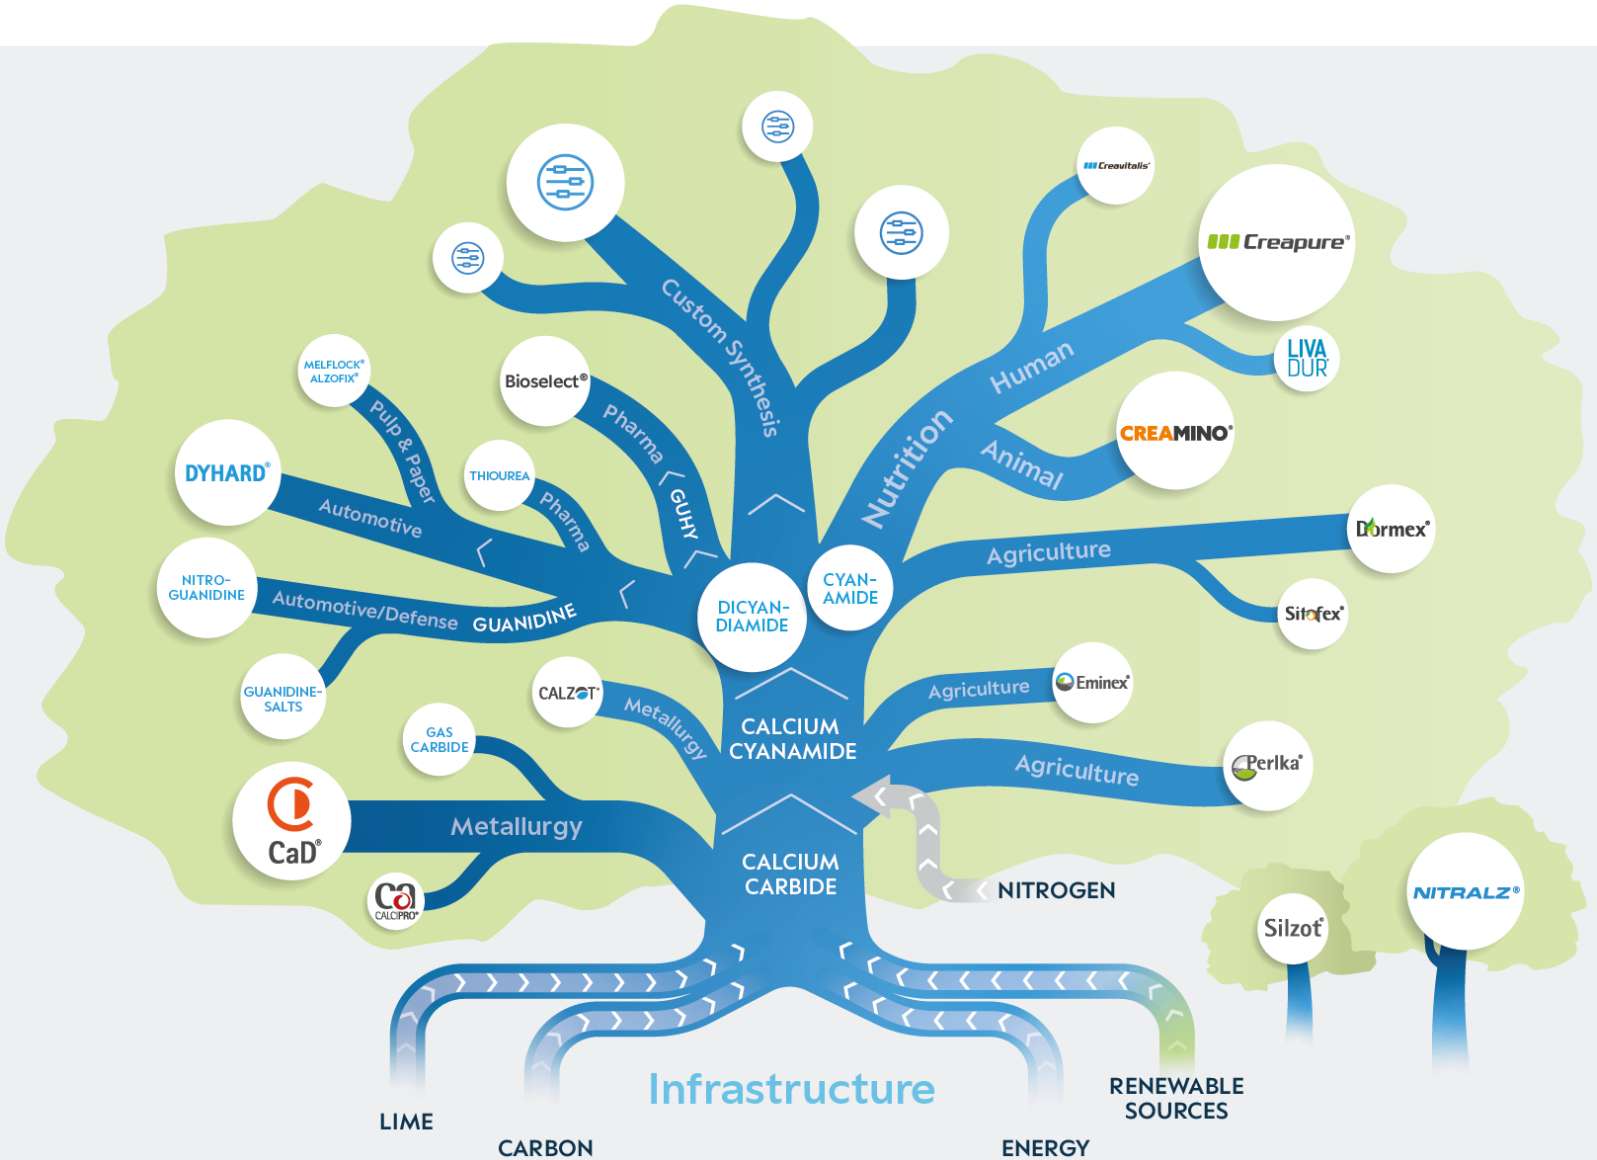 Creavitalis®
Creapure®
LIVA
DUR®
Human
CREAMINO®
Animal
Nutrition
Custom Synthesis
MELFLOCK®
ALZOFIX®
Pulp & Paper
Bioselect®
Pharma
GUHY
DYHARD®
Automotive
THIOUREA
Pharma
NITRO-
GUANIDINE
Automotive/Defense
GUANIDINE
GUANIDINE-
SALTS
DICYAN-
DIAMIDE
CYAN-
AMIDE
Agriculture
Dormex®
Sitofex®
Agriculture
Eminex®
Agriculture
Perlka®
CALZOT®
Metallurgy
CALCIUM
CYANAMIDE
GAS
CARBIDE
CaD®
Metallurgy
CALCIPRO®
CALCIUM
CARBIDE
NITROGEN
Silzot®
NITRALZ®
Infrastructure
LIME
CARBON
ENERGY
RENEWABLE
SOURCES